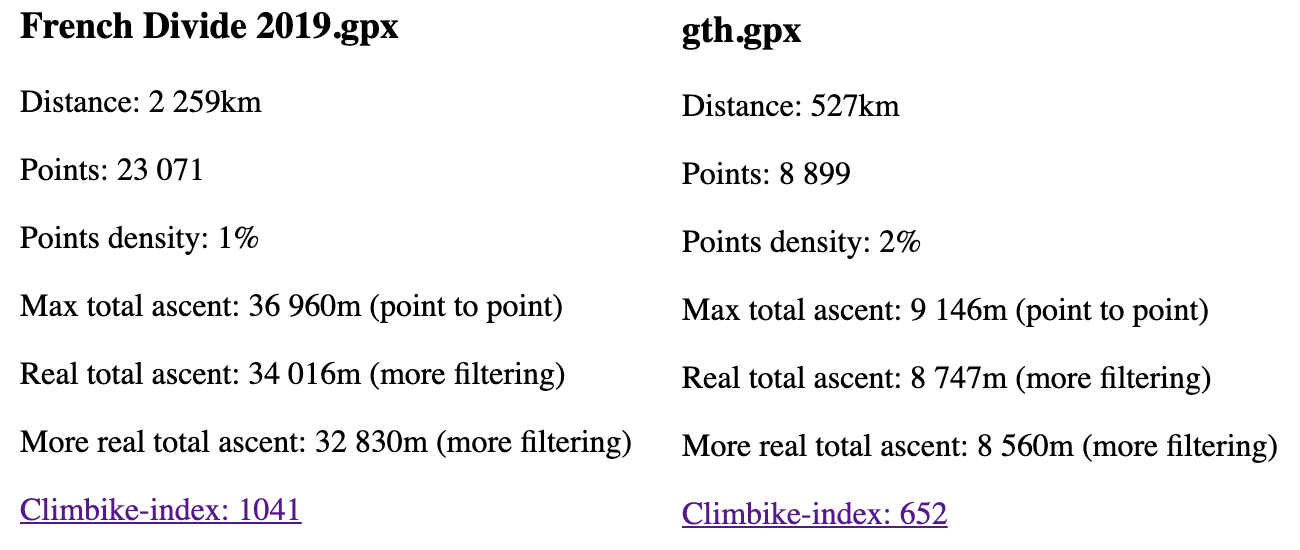 French Divide 2019.gpx
Distance: 2 259km
Points: 23 071
Points density: 1%
Max total ascent: 36 960m (point to point)
Real total ascent: 34 016m (more filtering)
More real total ascent: 32 830m (more filtering)
Climbike-index: 1041
gth.gpx
Distance: 527km
Points: 8 899
Points density: 2%
Max total ascent: 9 146m (point to point)
Real total ascent: 8 747m (more filtering)
More real total ascent: 8 560m (more filtering)
Climbike-index: 652